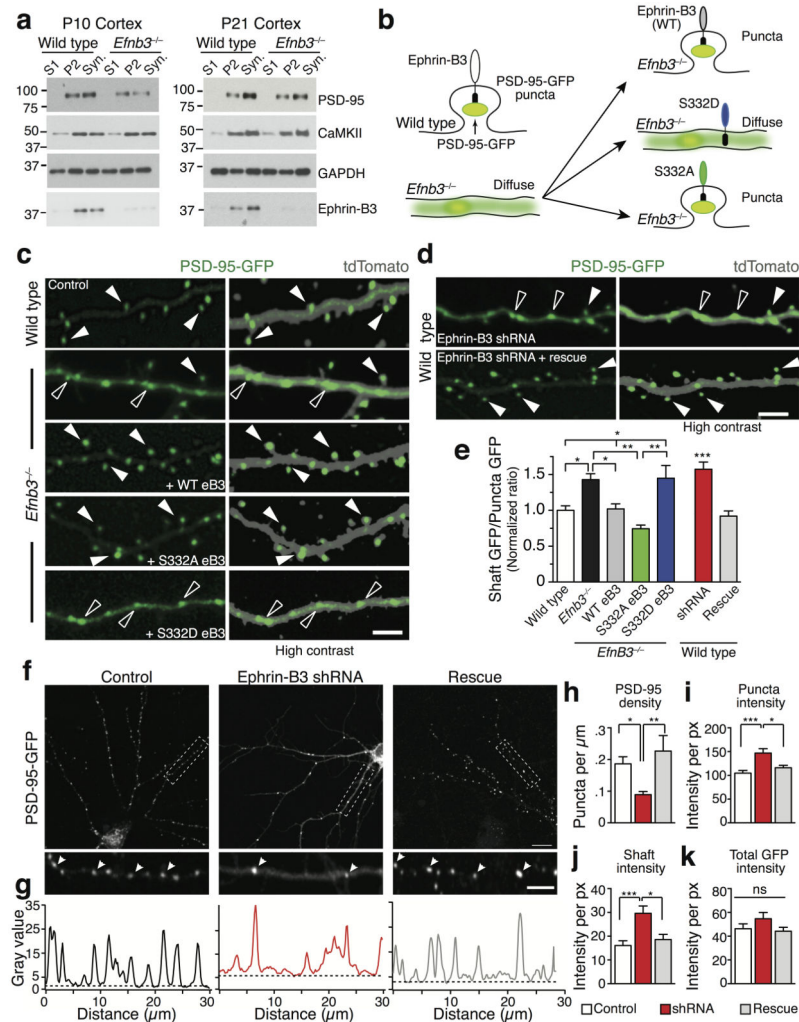 a
P10 Cortex
P21 Cortex
Wild type Efnb3–/–
Wild type Efnb3–/–
S1 P2 Syn. S1 P2 Syn.
S1 P2 Syn. S1 P2 Syn.
100
75
100
75
PSD-95
50
37
50
37
CaMKII
37
37
GAPDH
37
37
Ephrin-B3
b
Ephrin-B3
PSD-95-GFP
puncta
Wild type
PSD-95-GFP
Efnb3–/–
Diffuse
Ephrin-B3
(WT)
Puncta
Efnb3–/–
S332D
Efnb3–/–
Diffuse
S332A
Puncta
Efnb3–/–
c
PSD-95-GFP
tdTomato
Wild type
Control
Efnb3–/–
+ WT eB3
+ S332A eB3
+ S332D eB3
High contrast
d
PSD-95-GFP
tdTomato
Wild type
Ephrin-B3 shRNA
Ephrin-B3 shRNA + rescue
High contrast
e
Shaft GFP/Puncta GFP
(Normalized ratio)
1.5
1.0
0.5
0
*
* * ** **
***
Wild type
Efnb3–/–
WT eB3
S332A eB3
S332D eB3
shRNA
Rescue
EfnB3–/–
Wild type
f
Control
Ephrin-B3 shRNA
Rescue
PSD-95-GFP
g
Gray value
35
25
15
5
0
0 10 20 30
Distance (µm)
0 10 20 30
Distance (µm)
0 10 20 30
Distance (µm)
h
PSD-95
density
Puncta per µm
.3
.2
.1
0
* **
i
Puncta
intensity
Intensity per px
200
150
100
50
0
*** *
j
Shaft
intensity
Intensity per px
40
30
20
10
0
*** *
k
Total GFP
intensity
Intensity per px
80
60
40
20
0
ns
Control shRNA Rescue